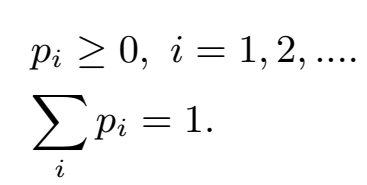 p_i ≥ 0, i = 1, 2, ....
∑_i p_i = 1.